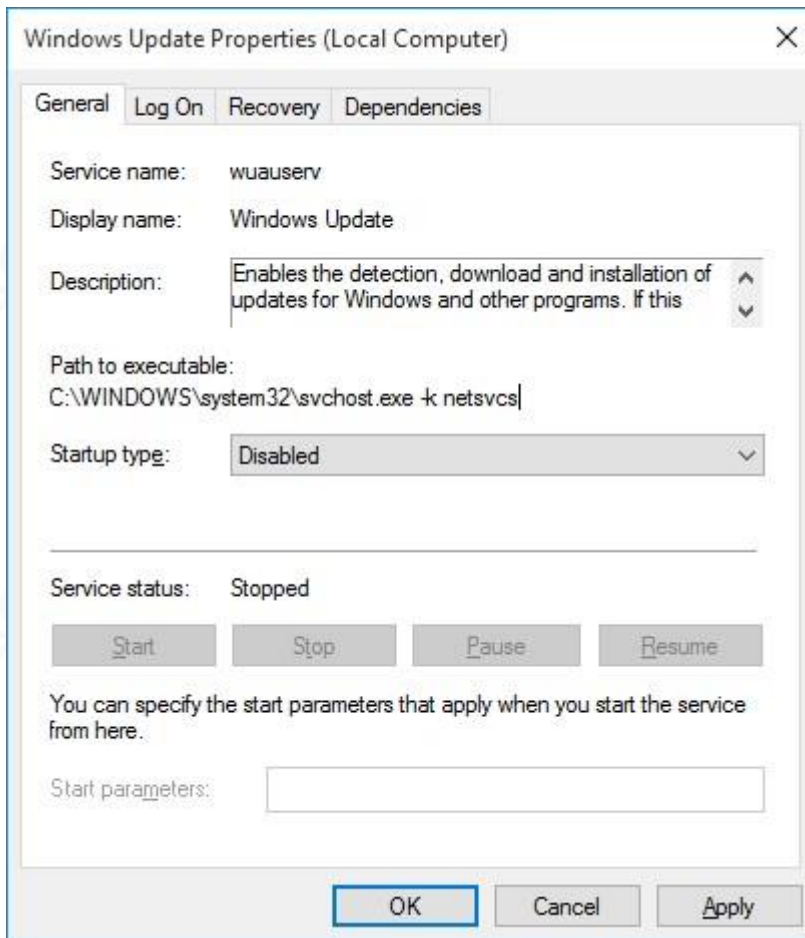 Windows Update Properties (Local Computer)
General Log On Recovery Dependencies
Service name: wuauserv
Display name: Windows Update
Description: Enables the detection, download and installation of
updates for Windows and other programs. If this
Path to executable:
C:\WINDOWS\system32\svchost.exe -k netsvcs
Startup type: Disabled
Service status: Stopped
Start Stop Pause Resume
You can specify the start parameters that apply when you start the service
from here.
Start parameters:
OK Cancel Apply